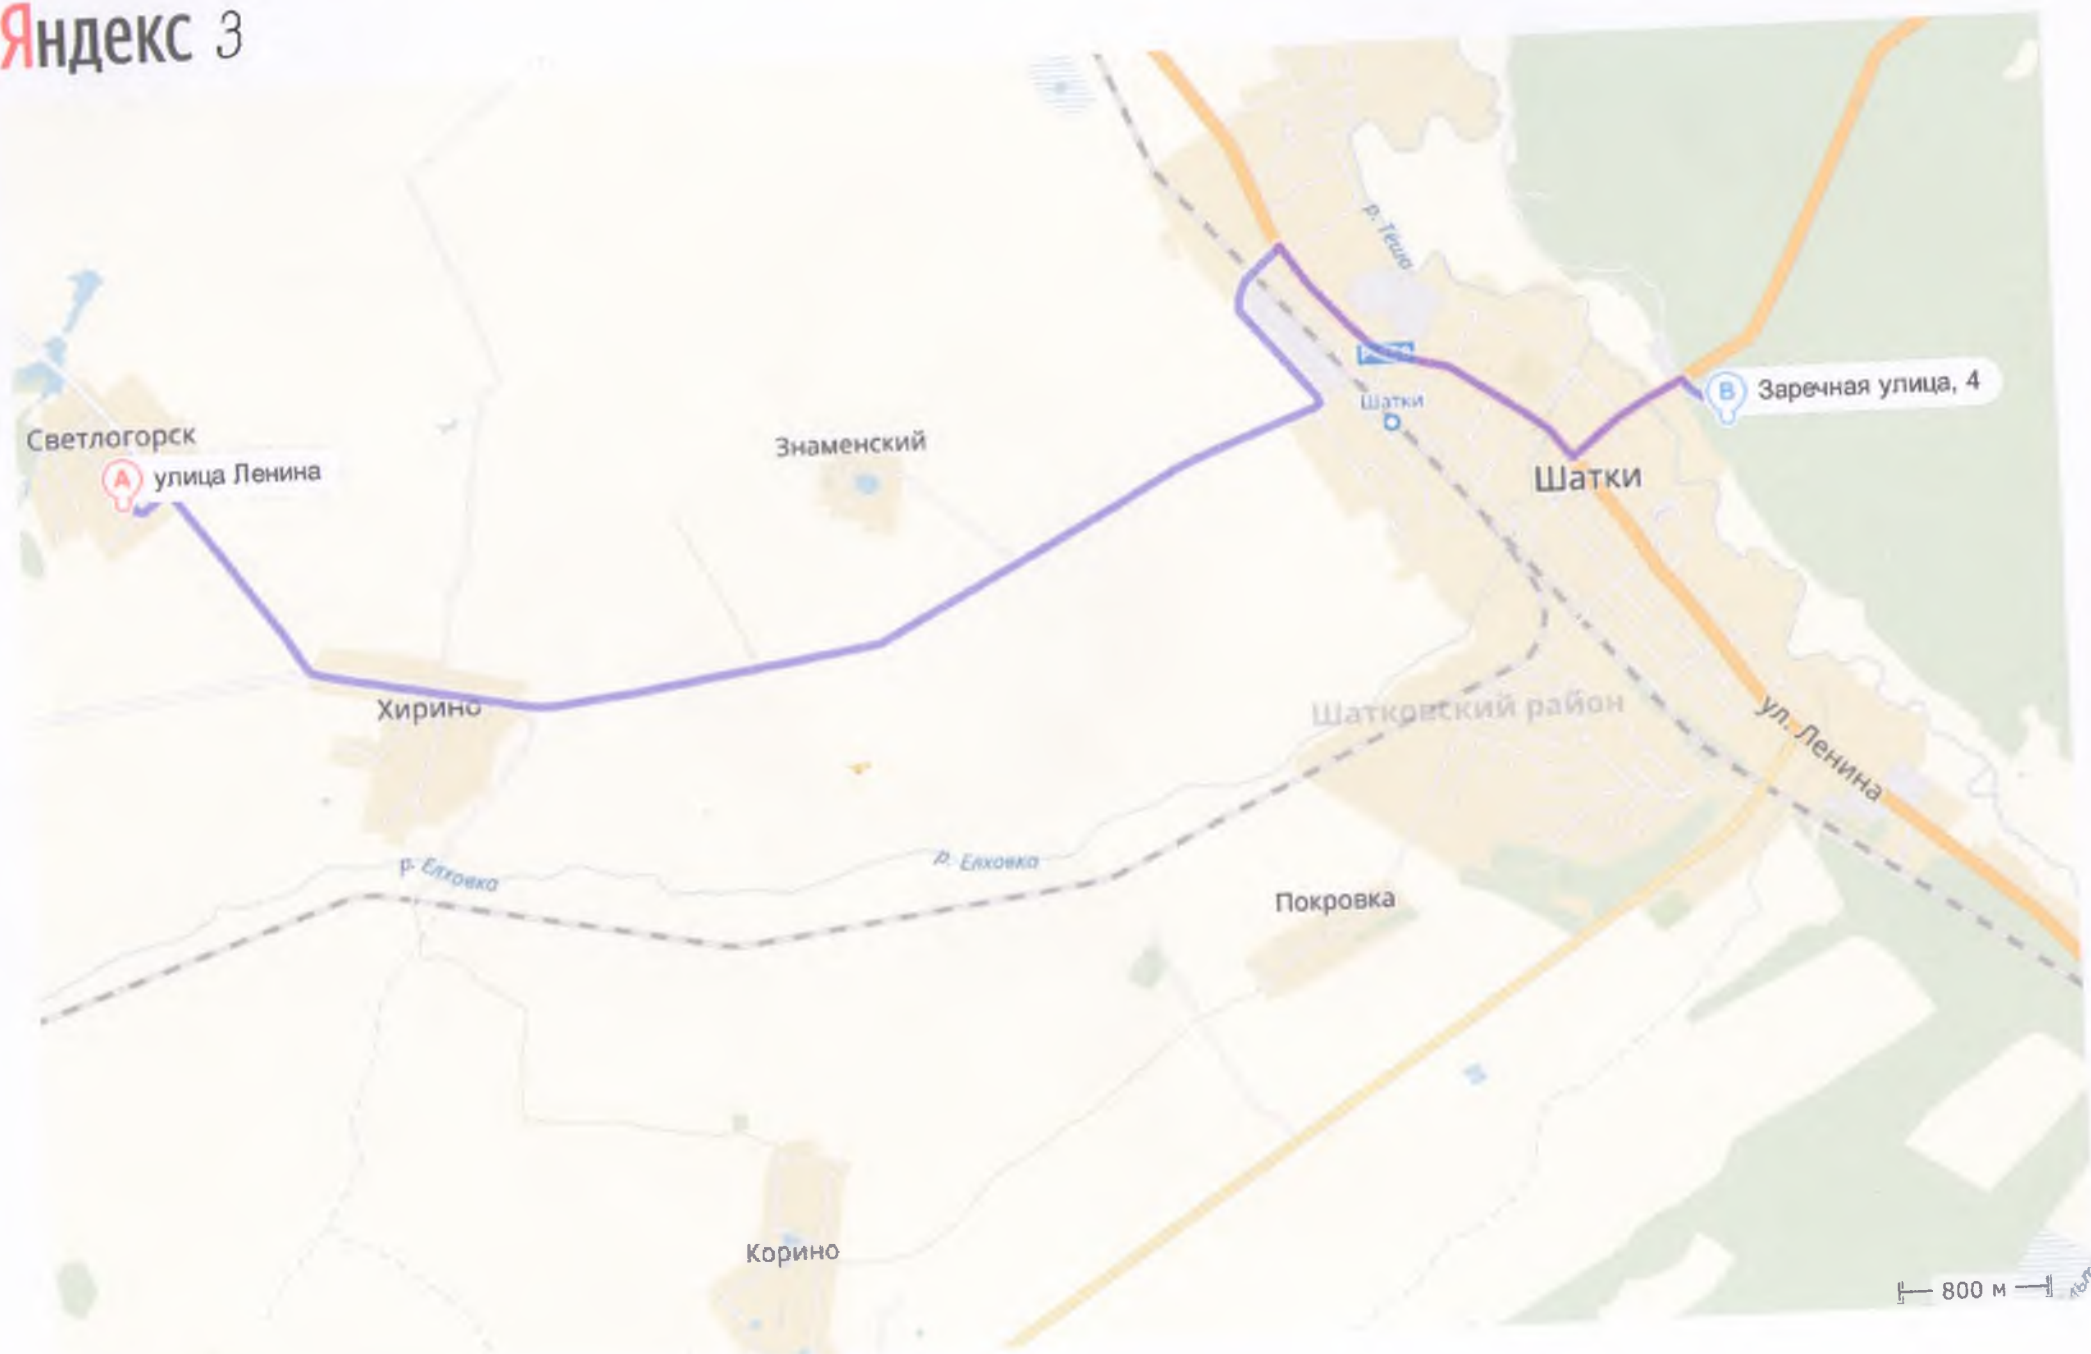 Яндекс 3
р. Тёша
Шатки
Заречная улица, 4
Светлогорск
улица Ленина
Знаменский
Шатки
Хирино
Шатковский район
ул. Ленина
р. Елховка
р. Елховка
Покровка
Корино
800 м